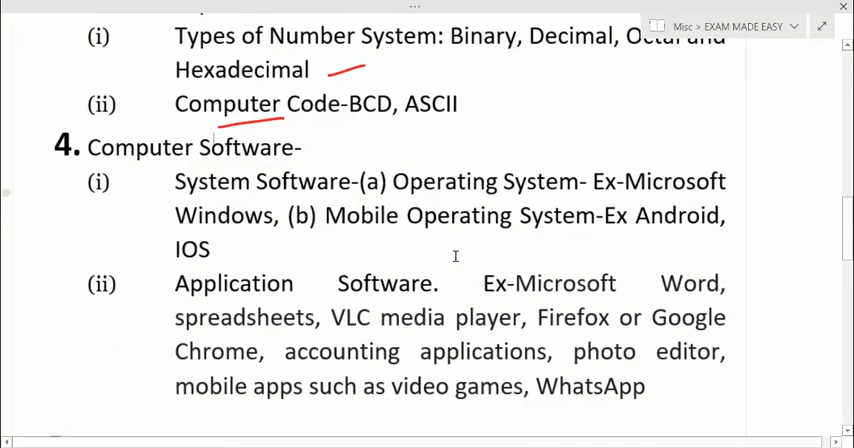 ...
Misc > EXAM MADE EASY
(i) Types of Number System: Binary, Decimal, Octal and
Hexadecimal
(ii) Computer Code-BCD, ASCII
4. Computer Software-
(i) System Software-(a) Operating System- Ex-Microsoft
Windows, (b) Mobile Operating System-Ex Android,
IOS
(ii) Application Software. Ex-Microsoft Word,
spreadsheets, VLC media player, Firefox or Google
Chrome, accounting applications, photo editor,
mobile apps such as video games, WhatsApp